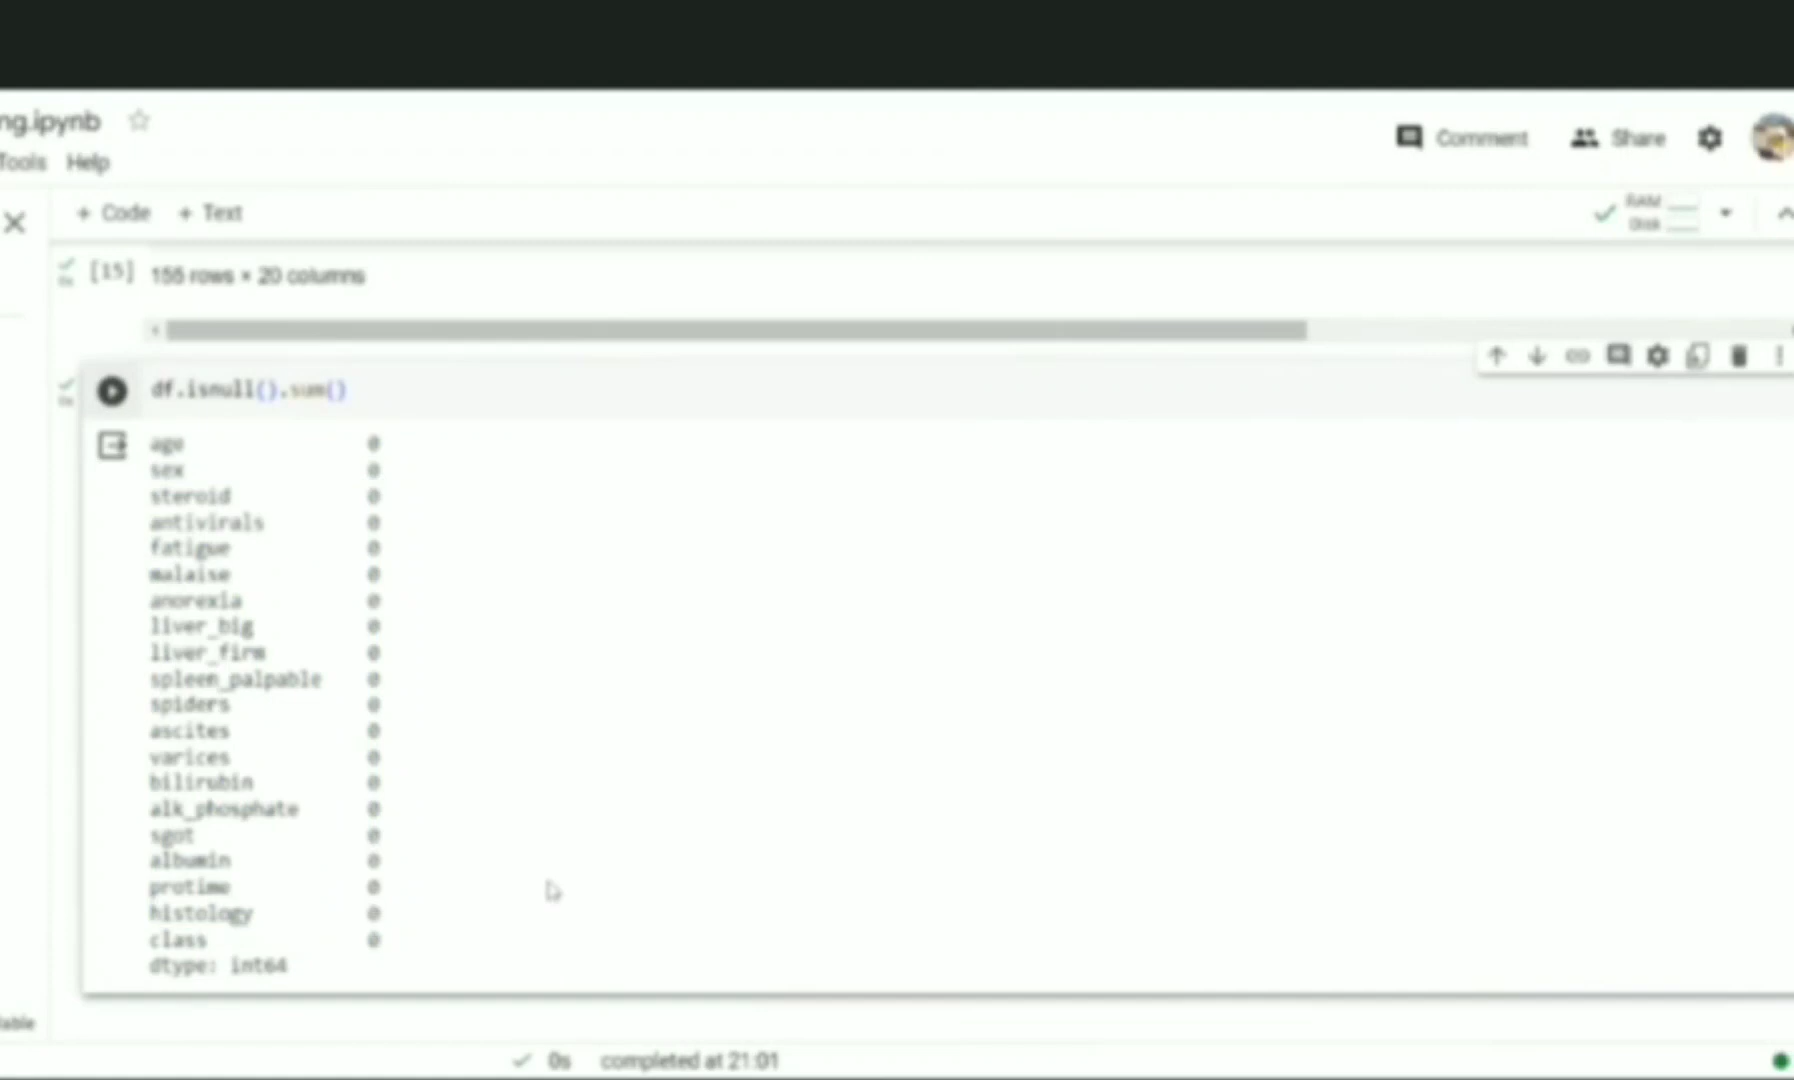 ng.ipynb
Tools Help
Comment Share
+ Code + Text
RAM
Disk
[15] 155 rows × 20 columns
df.isnull().sum()
age 0
sex 0
steroid 0
antivirals 0
fatigue 0
malaise 0
anorexia 0
liver_big 0
liver_firm 0
spleen_palpable 0
spiders 0
ascites 0
varices 0
bilirubin 0
alk_phosphate 0
sgot 0
albumin 0
protime 0
histology 0
class 0
dtype: int64
0s completed at 21:01